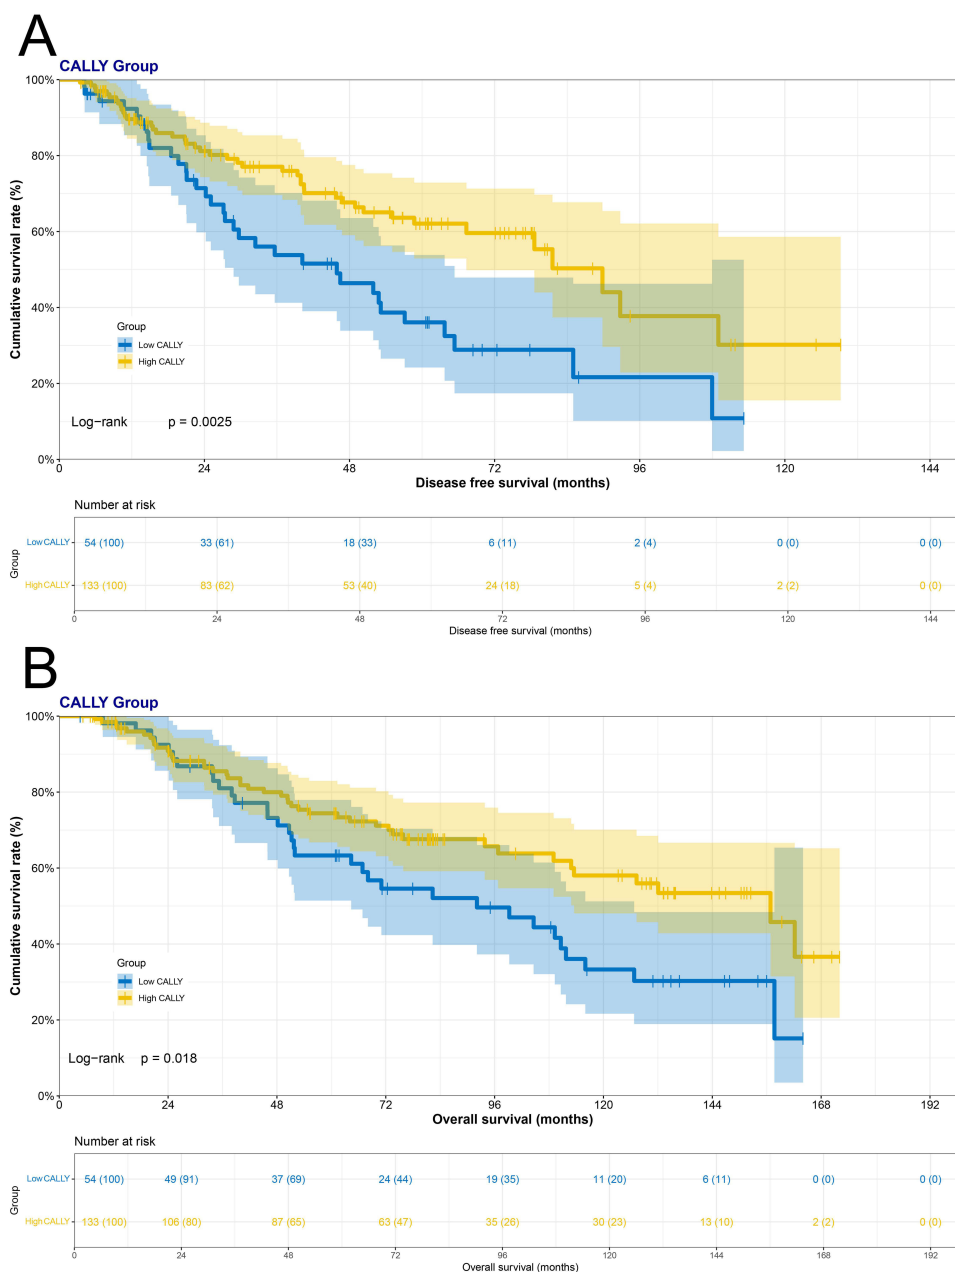 A
CALLY Group
Cumulative survival rate (%)
100%
80%
60%
40%
20%
0%
Group
Low CALLY
High CALLY
Log-rank p = 0.0025
0 24 48 72 96 120 144
Disease free survival (months)
Number at risk
Group
Low CALLY 54 (100) 33 (61) 18 (33) 6 (11) 2 (4) 0 (0) 0 (0)
High CALLY 133 (100) 83 (62) 53 (40) 24 (18) 5 (4) 2 (2) 0 (0)
0 24 48 72 96 120 144
Disease free survival (months)
B
CALLY Group
Cumulative survival rate (%)
100%
80%
60%
40%
20%
0%
Group
Low CALLY
High CALLY
Log-rank p = 0.018
0 24 48 72 96 120 144 168 192
Overall survival (months)
Number at risk
Group
Low CALLY 54 (100) 49 (91) 37 (69) 24 (44) 19 (35) 11 (20) 6 (11) 0 (0) 0 (0)
High CALLY 133 (100) 106 (80) 87 (65) 63 (47) 35 (26) 30 (23) 13 (10) 2 (2) 0 (0)
0 24 48 72 96 120 144 168 192
Overall survival (months)